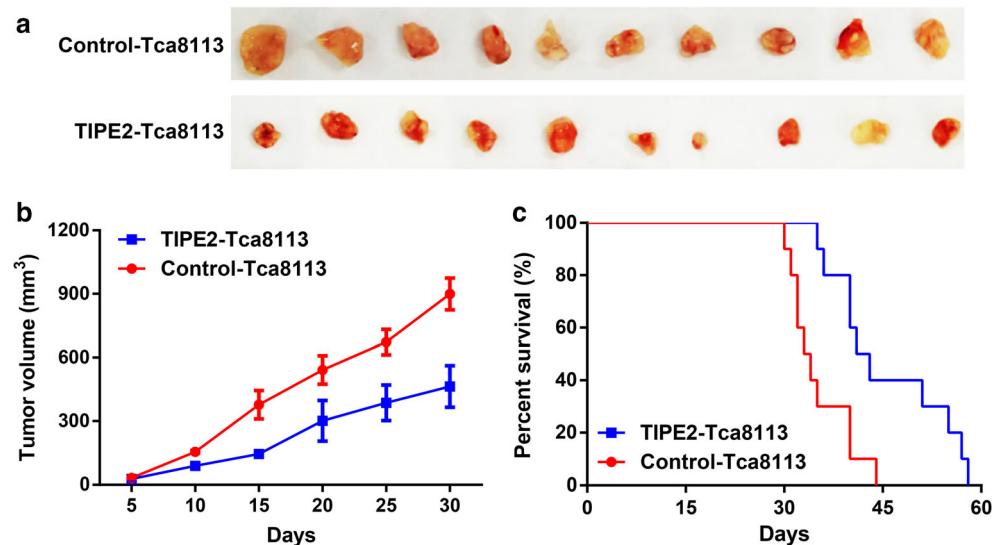 a
Control-Tca8113
TIPE2-Tca8113
b
TIPE2-Tca8113
Control-Tca8113
Tumor volume (mm³)
1200
900
600
300
0
5 10 15 20 25 30
Days
c
Percent survival (%)
100
80
60
40
20
0
TIPE2-Tca8113
Control-Tca8113
0 15 30 45 60
Days